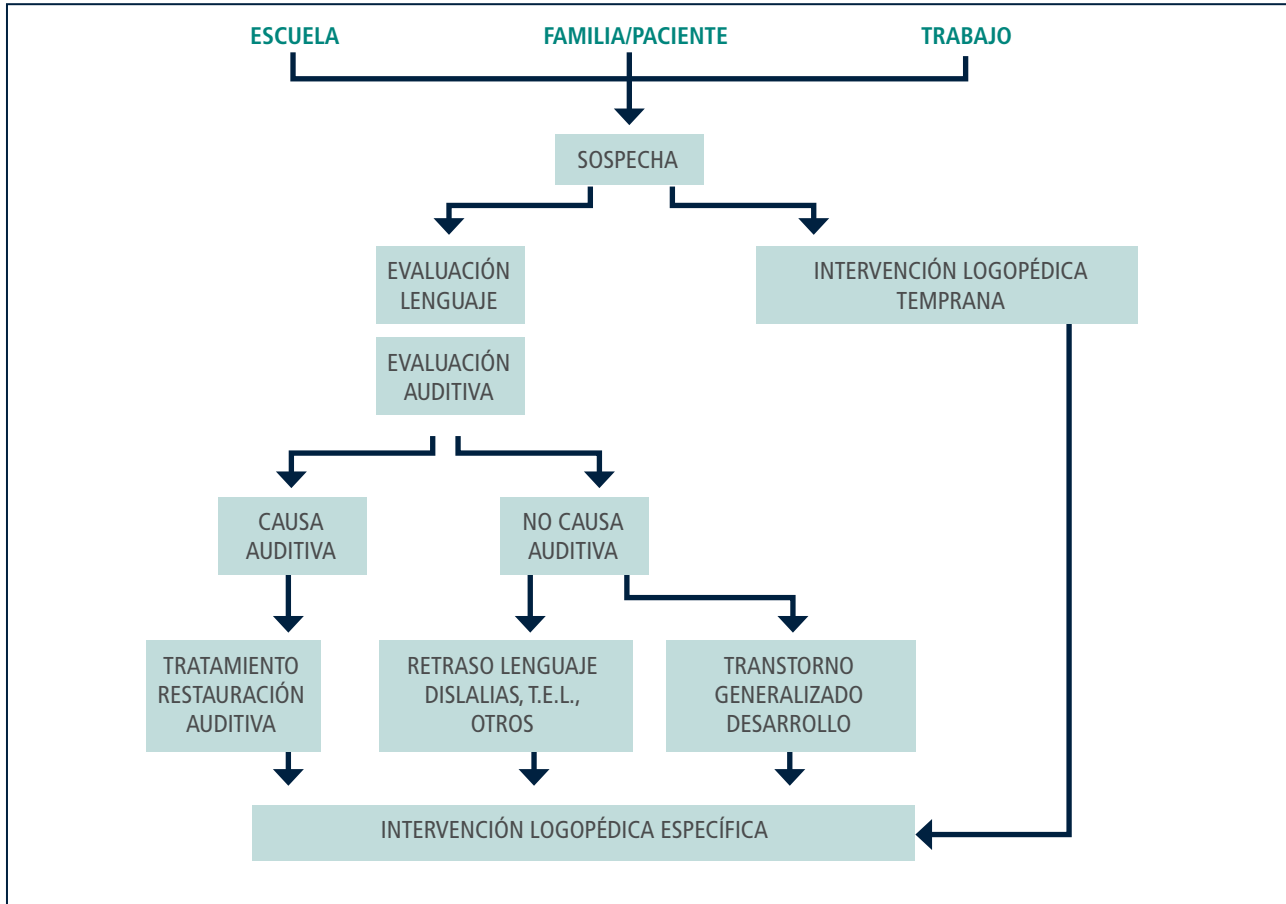 ESCUELA
FAMILIA/PACIENTE
TRABAJO
SOSPECHA
EVALUACIÓN
LENGUAJE
INTERVENCIÓN LOGOPÉDICA
TEMPRANA
EVALUACIÓN
AUDITIVA
CAUSA
AUDITIVA
NO CAUSA
AUDITIVA
TRATAMIENTO
RESTAURACIÓN
AUDITIVA
RETRASO LENGUAJE
DISLALIAS, T.E.L.,
OTROS
TRANSTORNO
GENERALIZADO
DESARROLLO
INTERVENCIÓN LOGOPÉDICA ESPECÍFICA